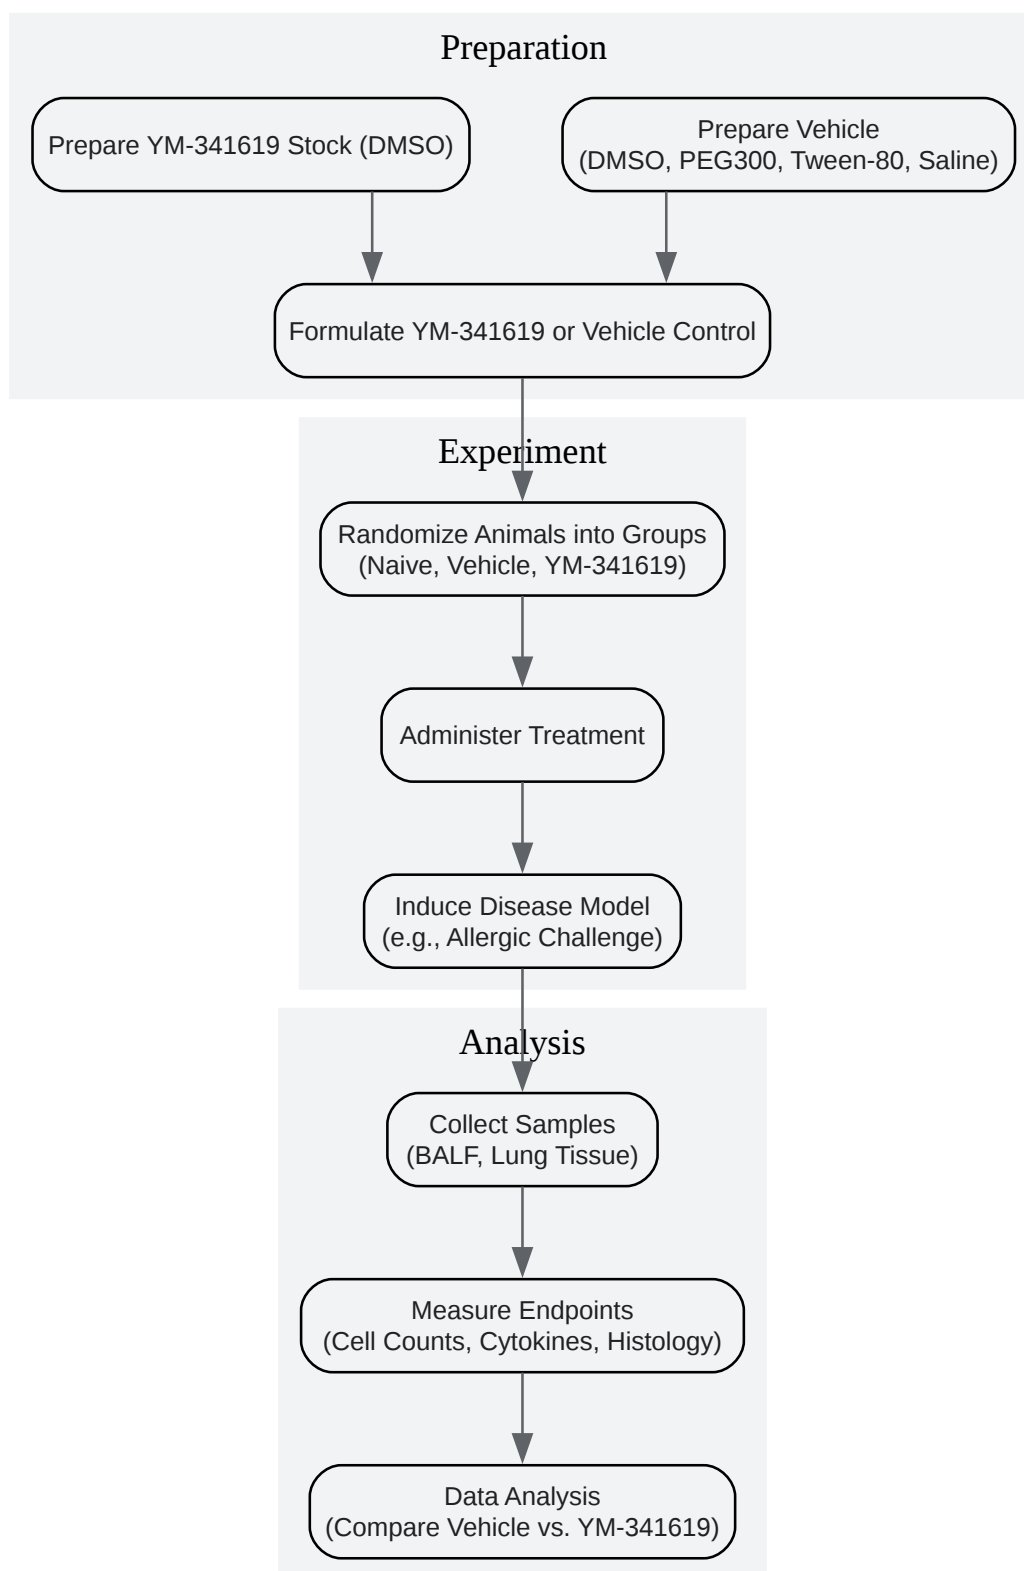 Preparation
Prepare YM-341619 Stock (DMSO)
Prepare Vehicle
(DMSO, PEG300, Tween-80, Saline)
Formulate YM-341619 or Vehicle Control
Experiment
Randomize Animals into Groups
(Naive, Vehicle, YM-341619)
Administer Treatment
Induce Disease Model
(e.g., Allergic Challenge)
Analysis
Collect Samples
(BALF, Lung Tissue)
Measure Endpoints
(Cell Counts, Cytokines, Histology)
Data Analysis
(Compare Vehicle vs. YM-341619)